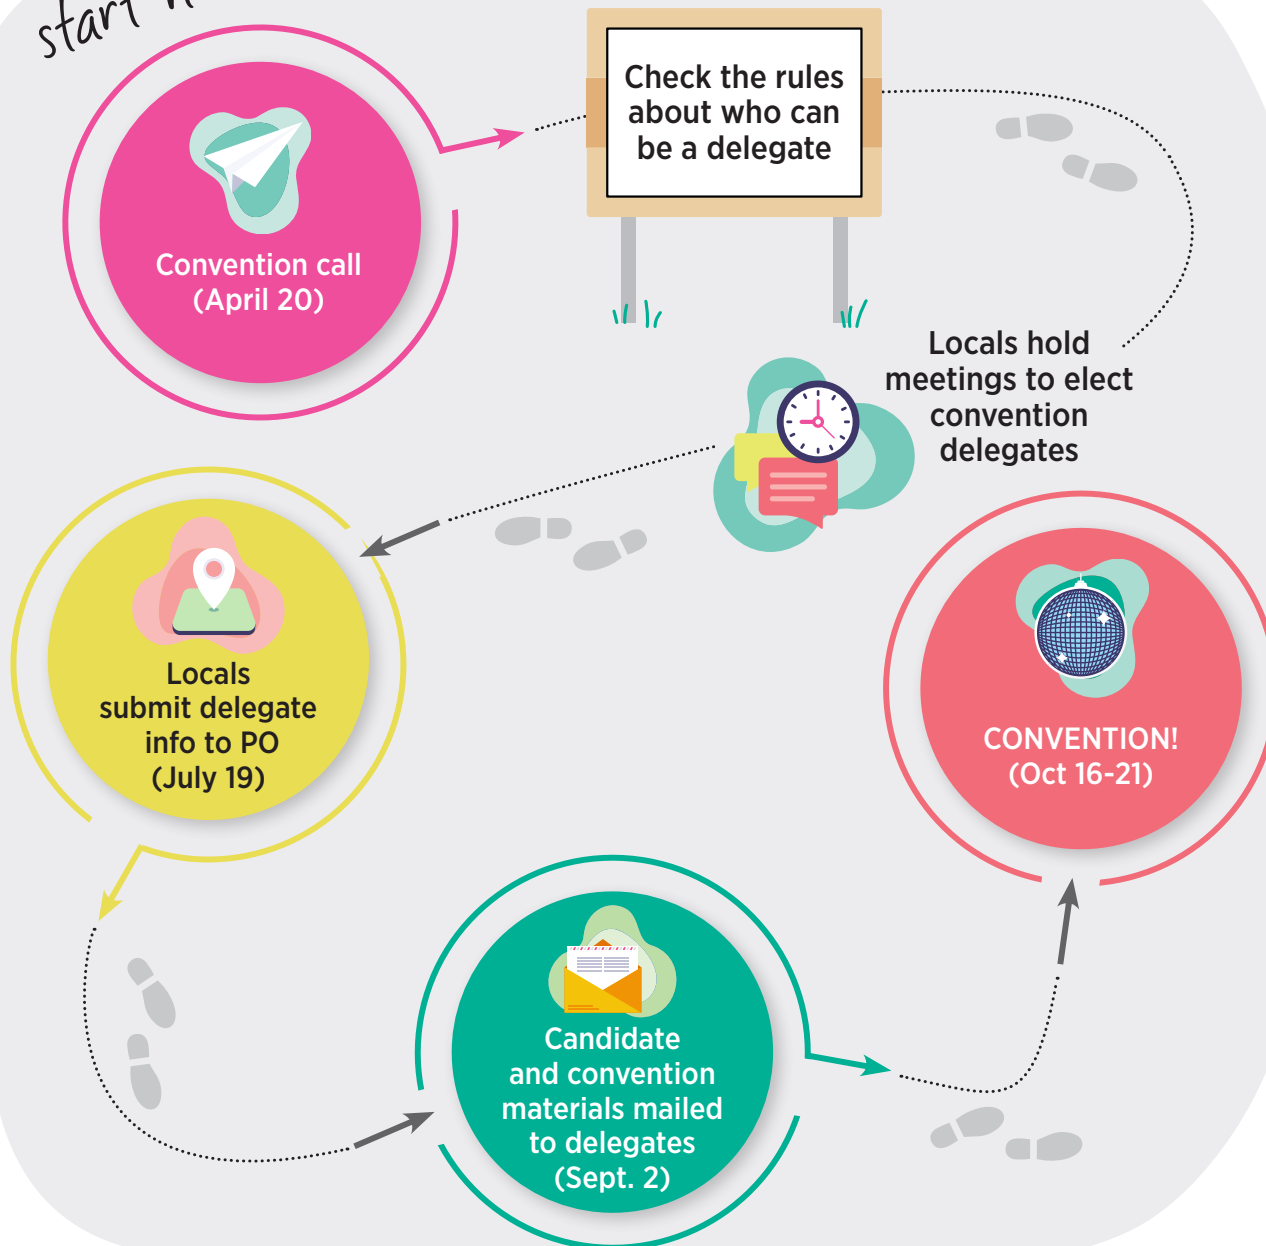 start
Convention call
(April 20)
Check the rules
about who can
be a delegate
Locals hold
meetings to elect
convention
delegates
Locals
submit delegate
info to PO
(July 19)
Candidate
and convention
materials mailed
to delegates
(Sept. 2)
CONVENTION!
(Oct 16-21)